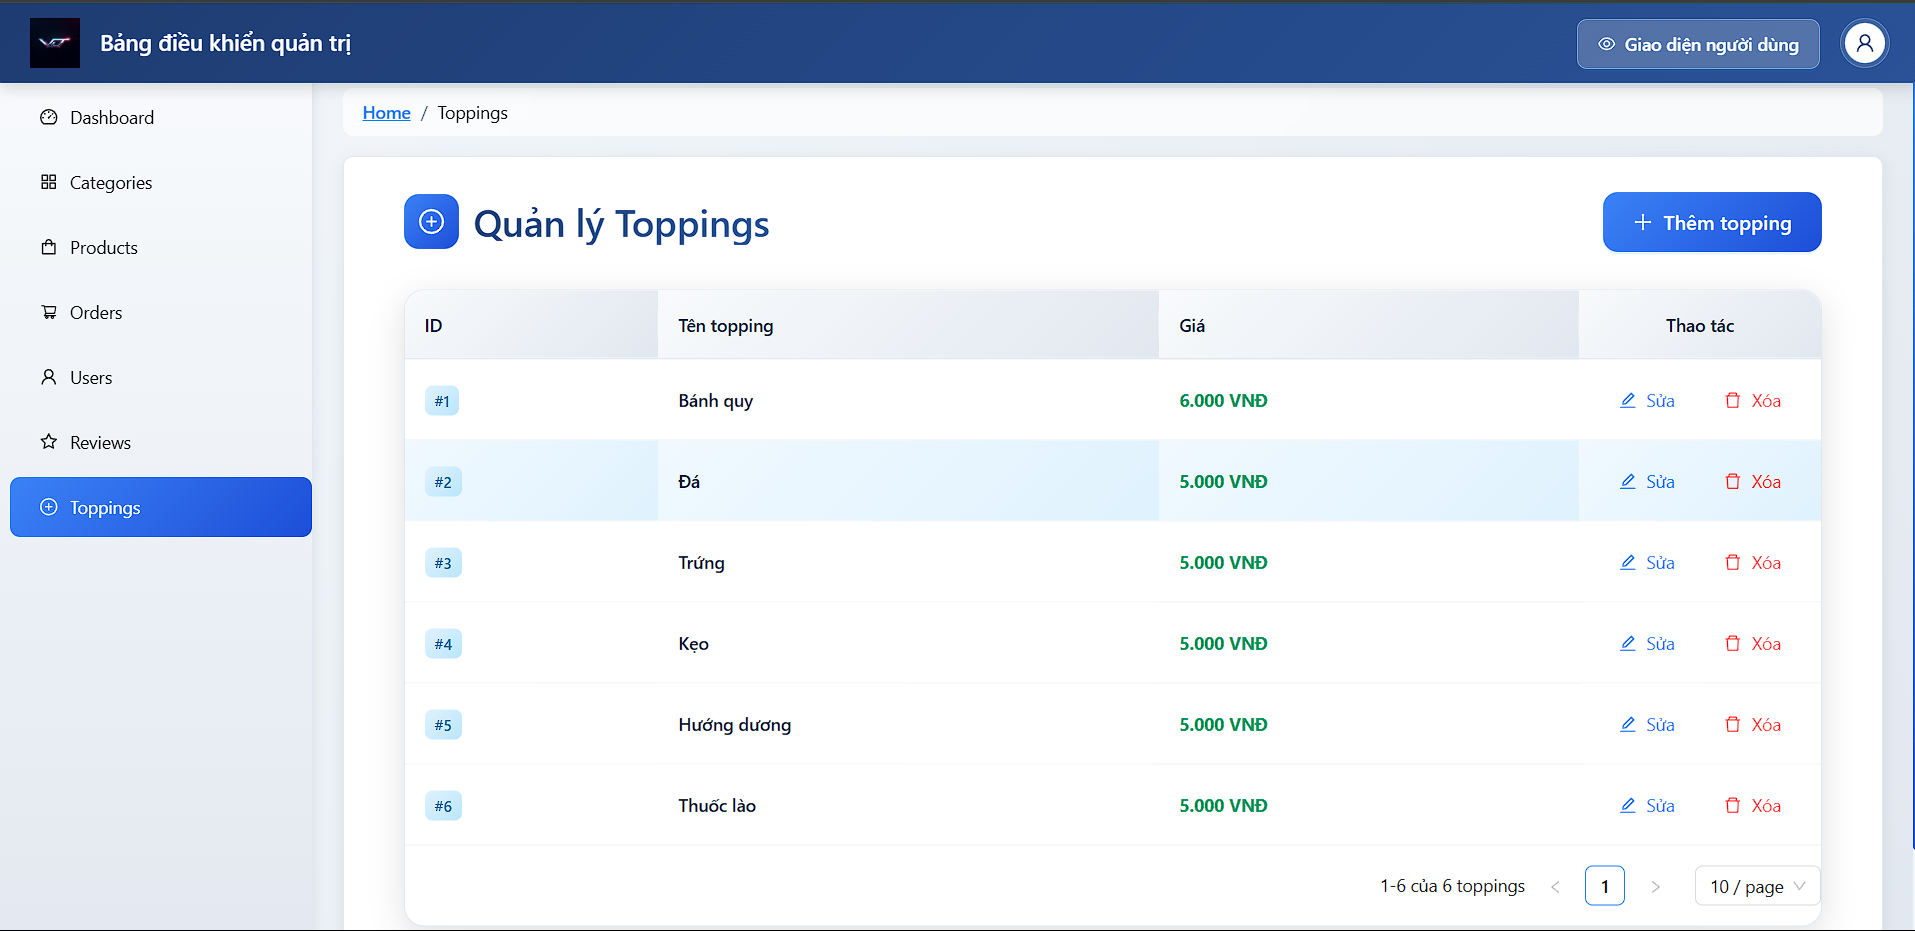 Bảng điều khiển quản trị
Giao diện người dùng
Dashboard
Categories
Products
Orders
Users
Reviews
Toppings
Home / Toppings
Quản lý Toppings
Thêm topping
ID Tên topping Giá Thao tác
#1 Bánh quy 6.000 VNĐ Sửa Xóa
#2 Đá 5.000 VNĐ Sửa Xóa
#3 Trứng 5.000 VNĐ Sửa Xóa
#4 Kẹo 5.000 VNĐ Sửa Xóa
#5 Hướng dương 5.000 VNĐ Sửa Xóa
#6 Thuốc lào 5.000 VNĐ Sửa Xóa
1-6 của 6 toppings < 1 > 10 / page